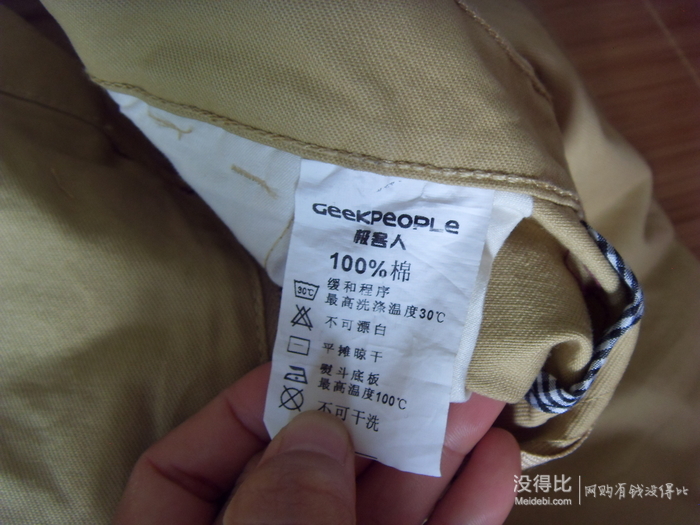 GeekPeople
极客人
100%棉
30℃
缓和程序
最高洗涤温度30℃
不可漂白
平摊晾干
熨斗底板
最高温度100℃
不可干洗
没得比
Meidebi.com
网购有钱没得比